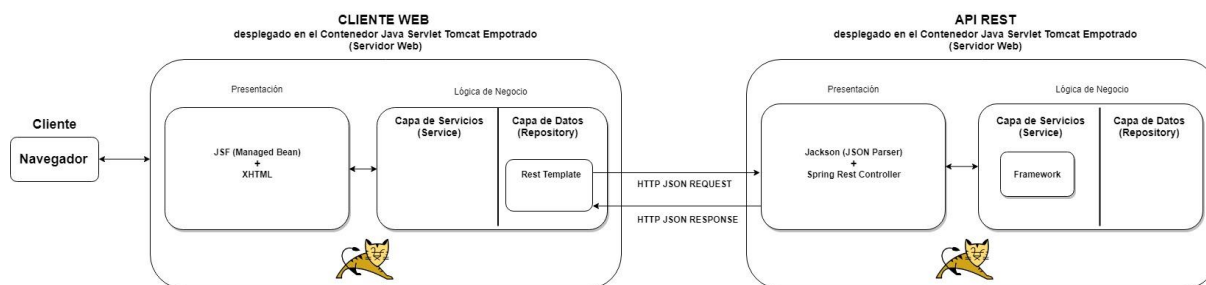 CLIENTE WEB
desplegado en el Contenedor Java Servlet Tomcat Empotrado
(Servidor Web)
Presentación
Lógica de Negocio
Cliente
Navegador
JSF (Managed Bean)
+
XHTML
Capa de Servicios
(Service)
Capa de Datos
(Repository)
Rest Template
HTTP JSON REQUEST
HTTP JSON RESPONSE
API REST
desplegado en el Contenedor Java Servlet Tomcat Empotrado
(Servidor Web)
Presentación
Lógica de Negocio
Jackson (JSON Parser)
+
Spring Rest Controller
Capa de Servicios
(Service)
Framework
Capa de Datos
(Repository)